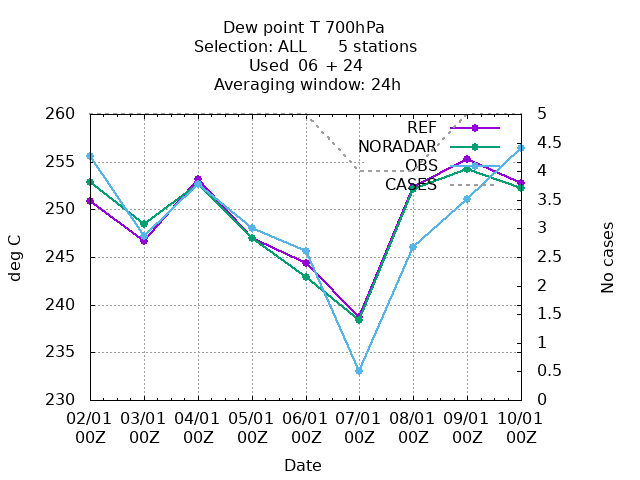 Dew point T 700hPa
Selection: ALL 5 stations
Used 06 + 24
Averaging window: 24h
260
255
250
245
240
235
230
deg C
5
4.5
4
3.5
3
2.5
2
1.5
1
0.5
0
No cases
REF
NORADAR
OBS
CASES
02/01 03/01 04/01 05/01 06/01 07/01 08/01 09/01 10/01
00Z 00Z 00Z 00Z 00Z 00Z 00Z 00Z 00Z
Date